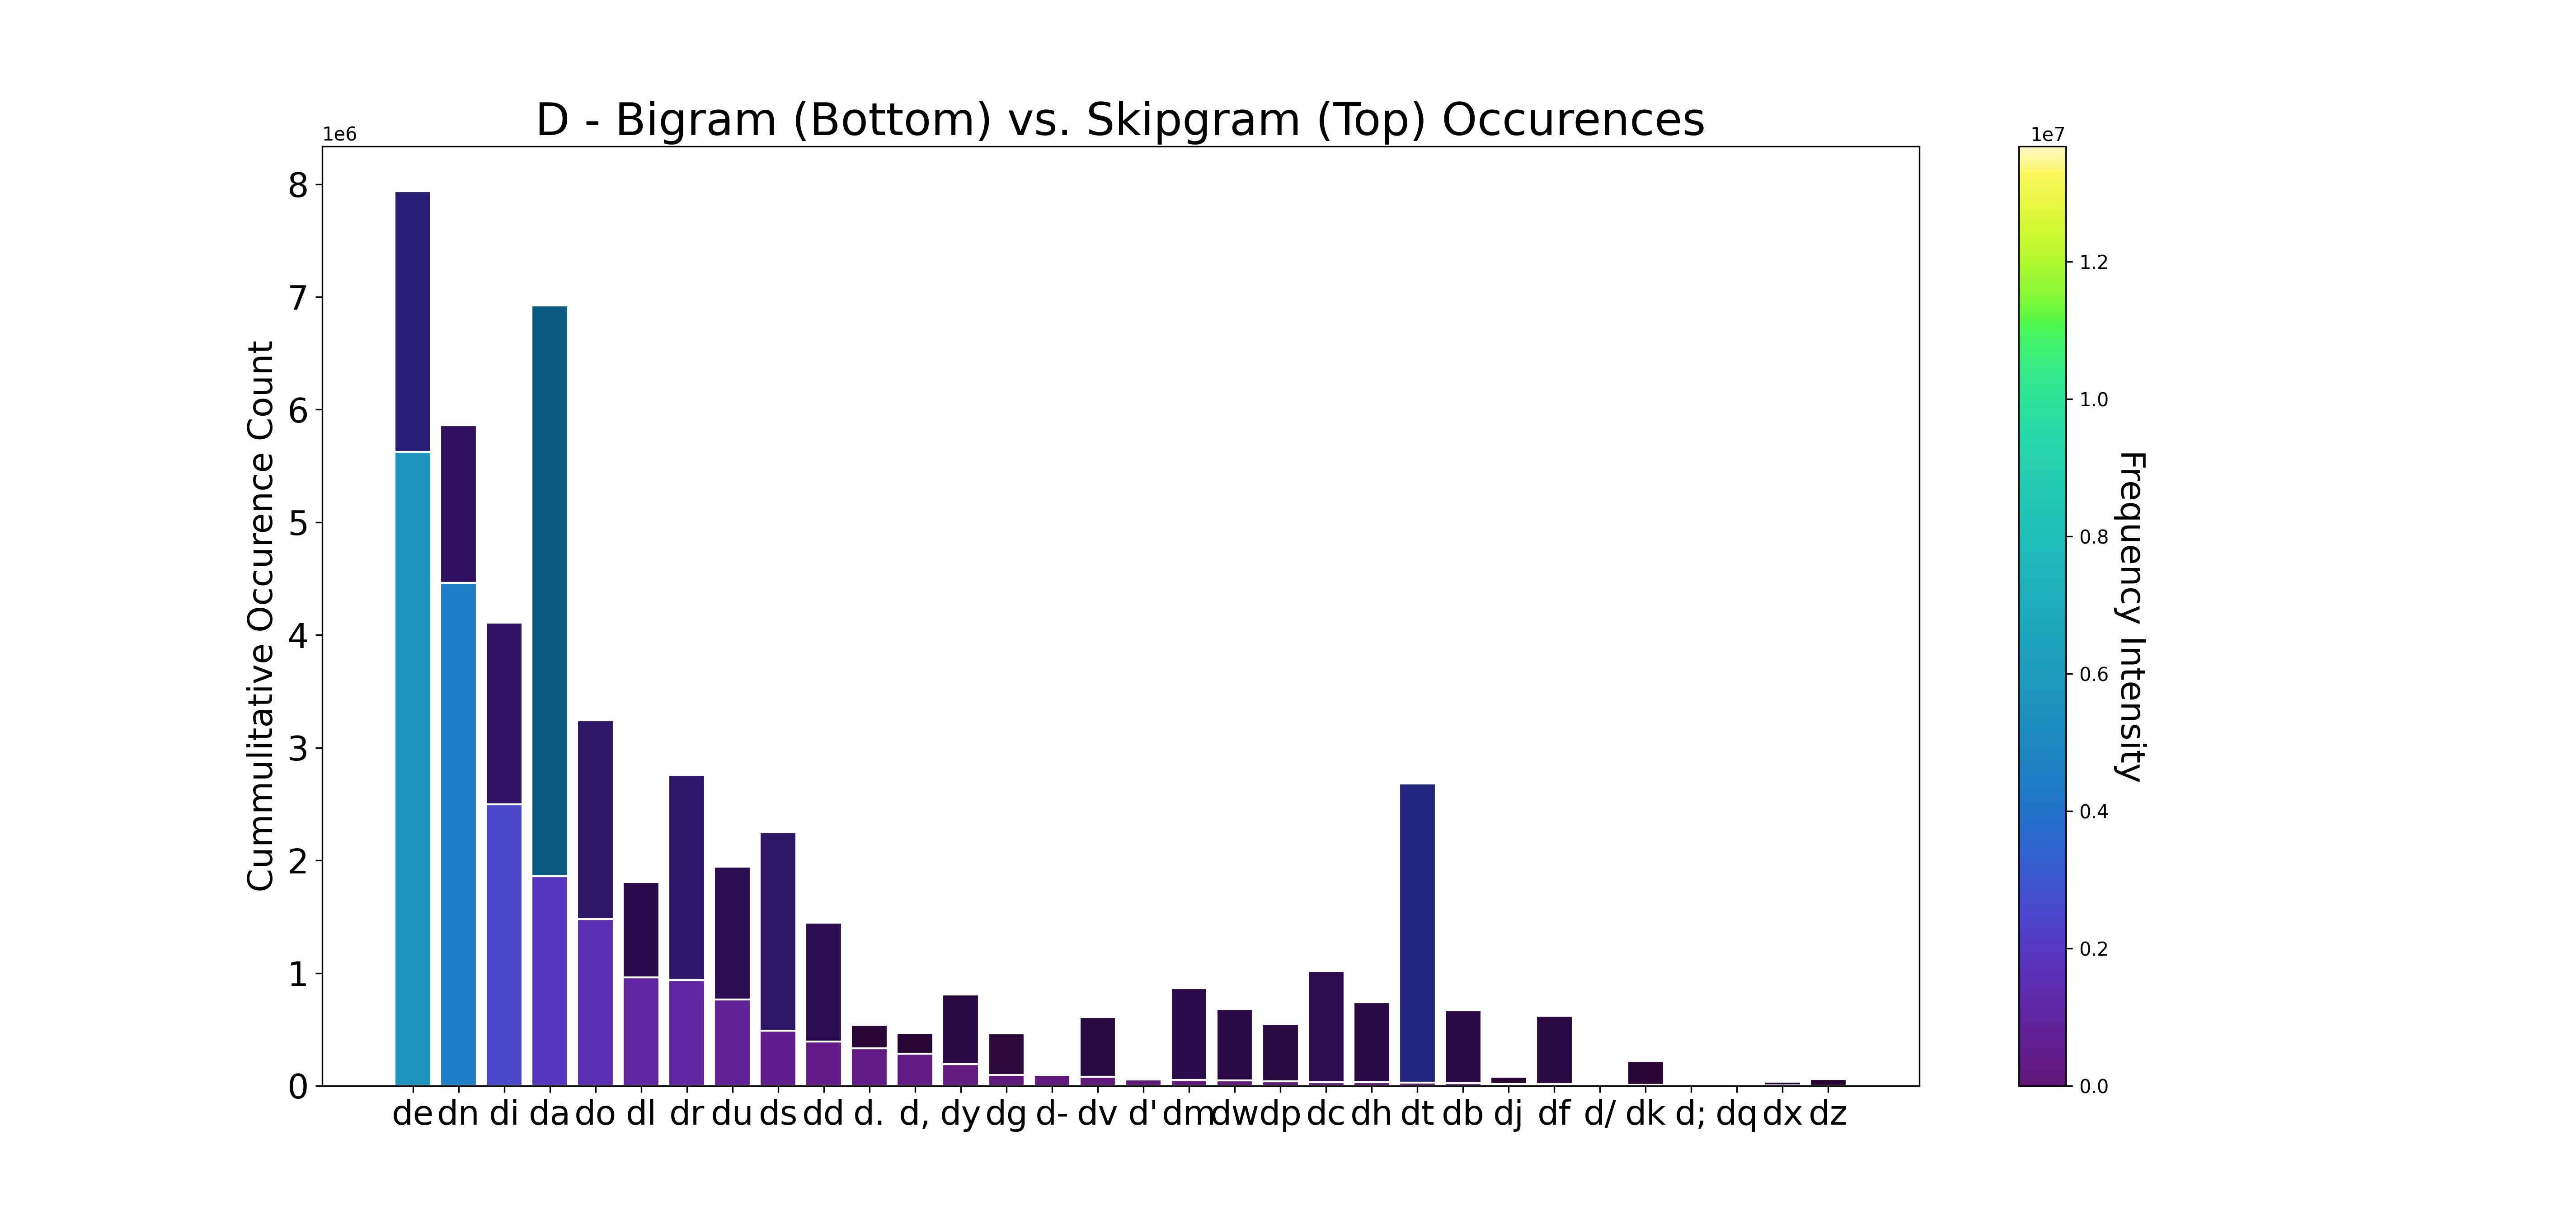 D - Bigram (Bottom) vs. Skipgram (Top) Occurences
1e6
8
7
6
5
4
3
2
1
0
Cummulitative Occurence Count
de dn di da do dl dr du ds dd d. d, dy dg d- dv d' dm dw dp dc dh dt db dj df d/ dk d; dq dx dz
1e7
1.2
1.0
0.8
0.6
0.4
0.2
0.0
Frequency Intensity